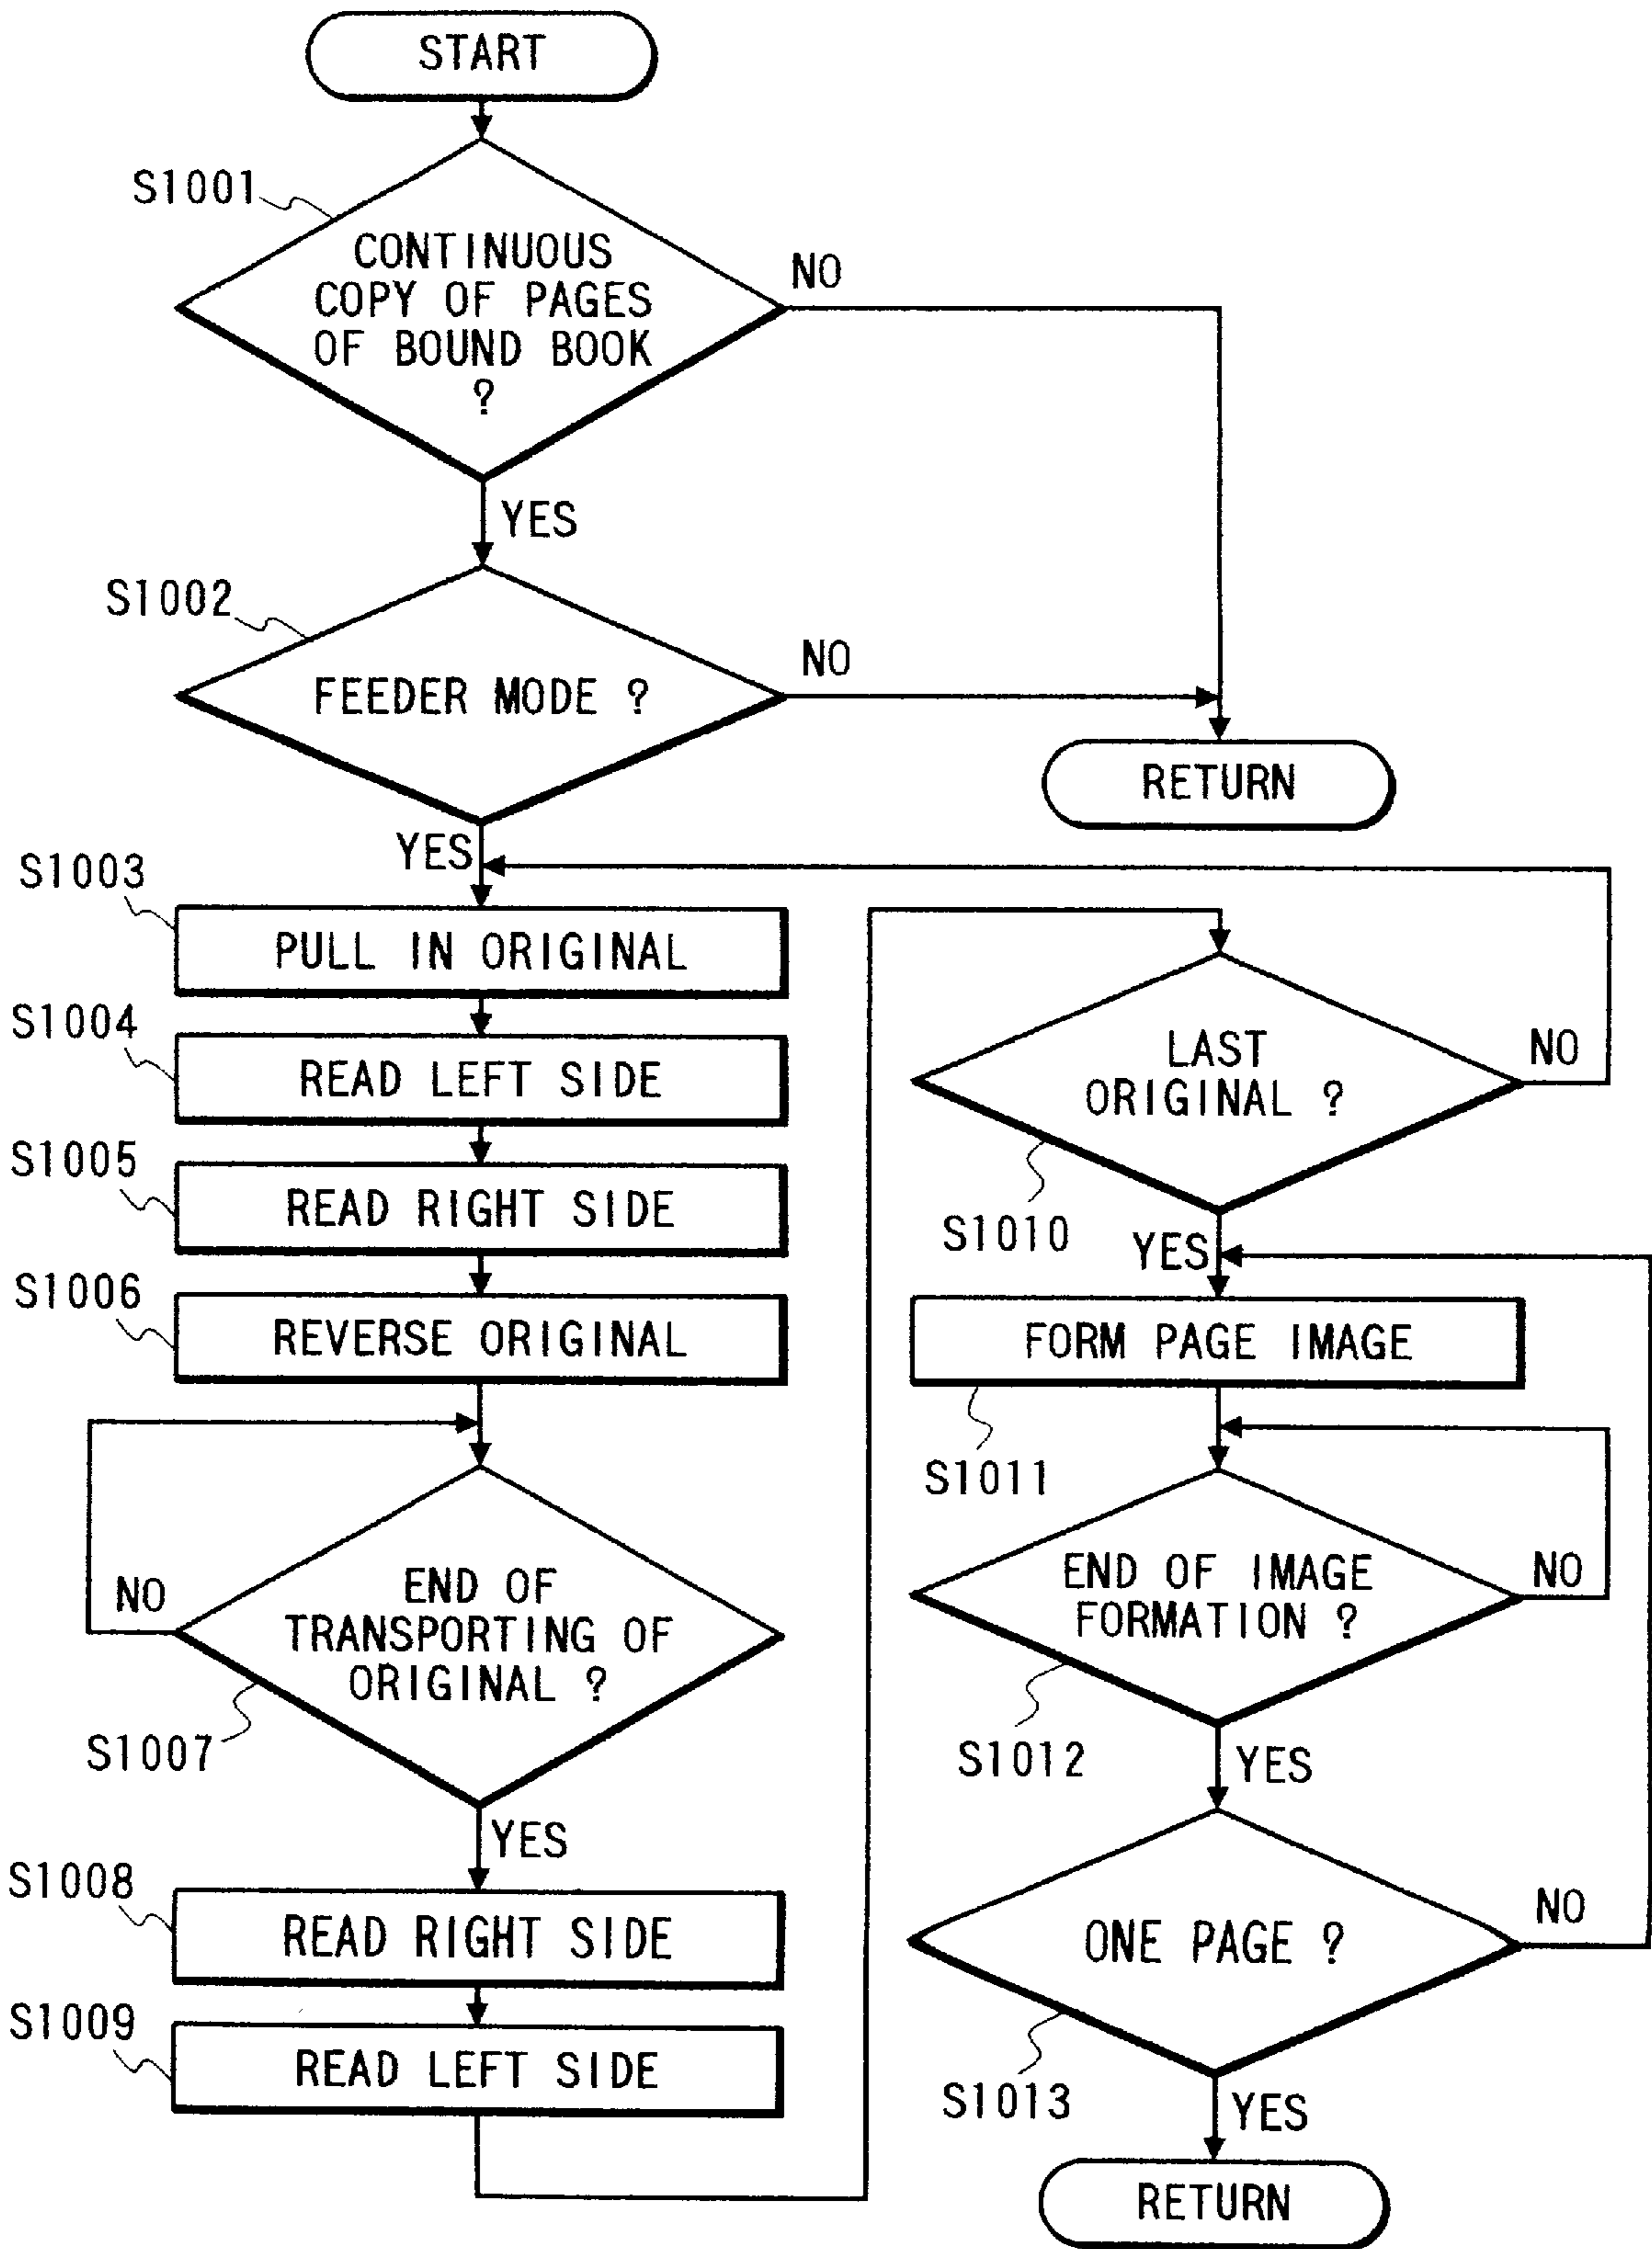 START
S1001
CONTINUOUS
COPY OF PAGES
OF BOUND BOOK
?
NO
YES
S1002
FEEDER MODE ?
NO
RETURN
YES
S1003
PULL IN ORIGINAL
S1004
READ LEFT SIDE
S1005
READ RIGHT SIDE
S1006
REVERSE ORIGINAL
NO
END OF
TRANSPORTING OF
ORIGINAL ?
S1007
YES
S1008
READ RIGHT SIDE
S1009
READ LEFT SIDE
LAST
ORIGINAL ?
NO
S1010
YES
FORM PAGE IMAGE
S1011
END OF IMAGE
FORMATION ?
NO
S1012
YES
ONE PAGE ?
NO
S1013
YES
RETURN